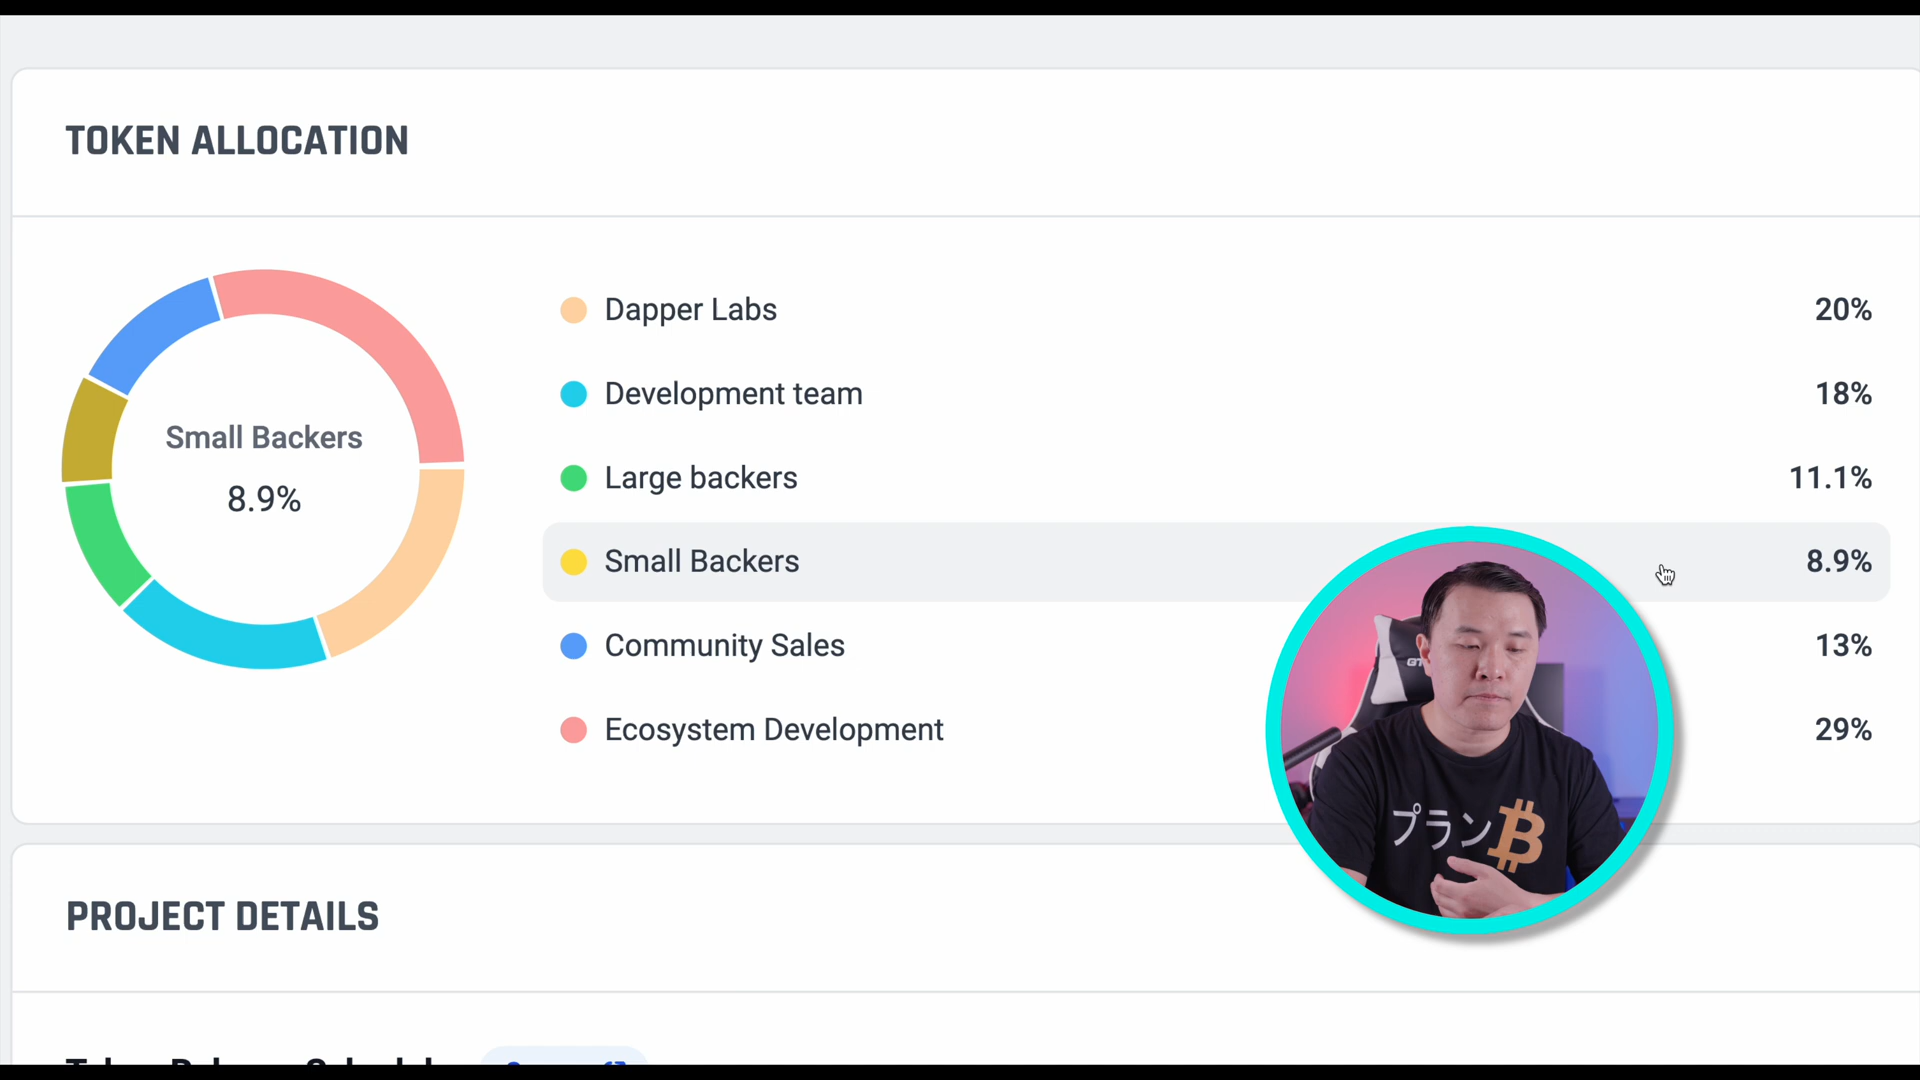 TOKEN ALLOCATION
Small Backers
8.9%
Dapper Labs 20%
Development team 18%
Large backers 11.1%
Small Backers 8.9%
Community Sales 13%
Ecosystem Development 29%
プラン₿
PROJECT DETAILS